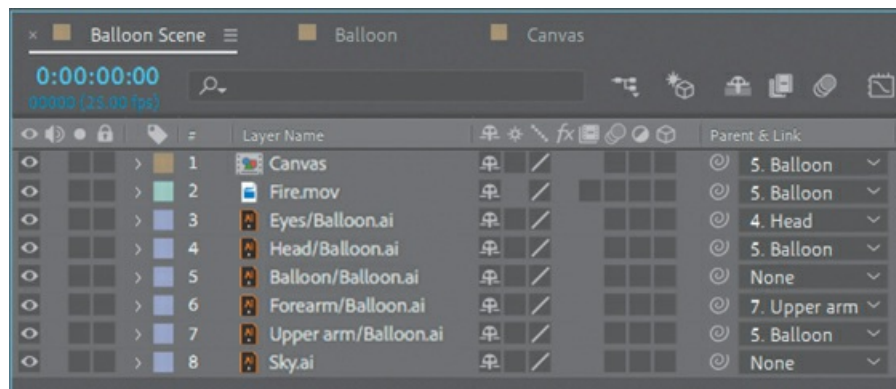 × Balloon Scene ≡ Balloon Canvas
0:00:00:00
00000 (25.00 fps)
# Layer Name fx Parent & Link
1 Canvas 5. Balloon
2 Fire.mov 5. Balloon
3 Eyes/Balloon.ai 4. Head
4 Head/Balloon.ai 5. Balloon
5 Balloon/Balloon.ai None
6 Forearm/Balloon.ai 7. Upper arm
7 Upper arm/Balloon.ai 5. Balloon
8 Sky.ai None